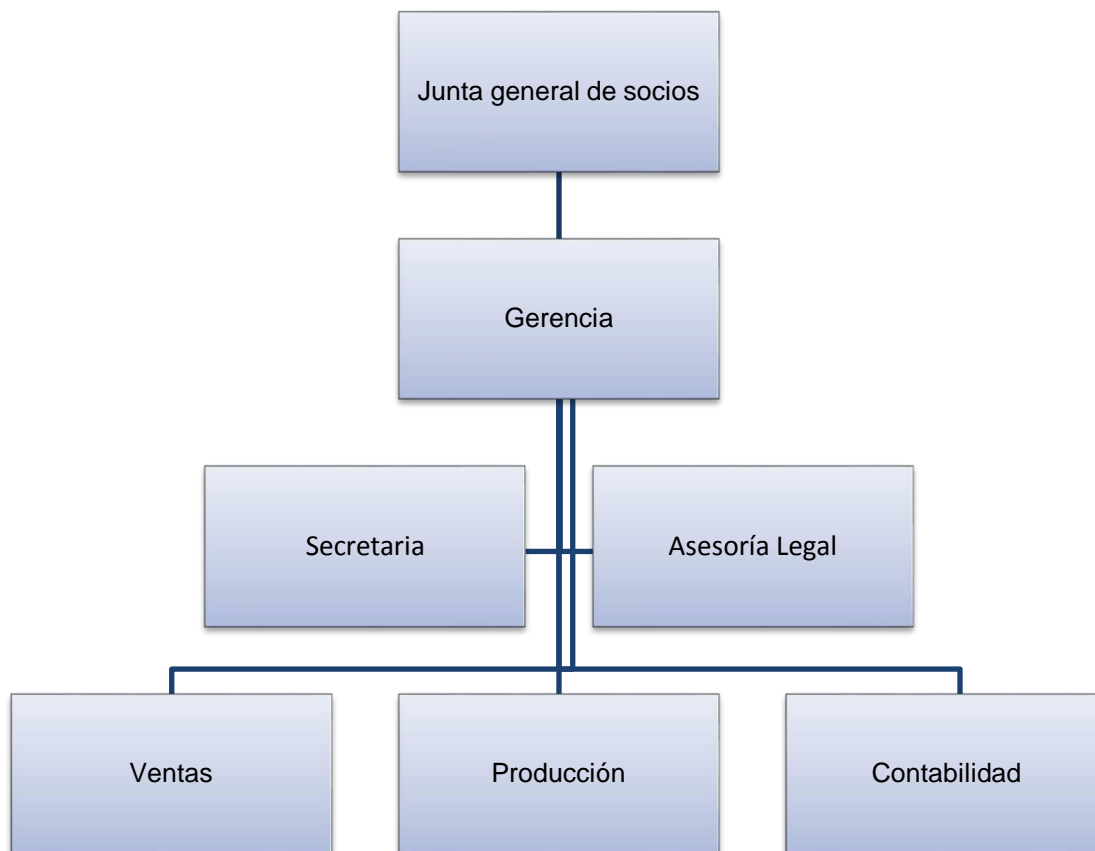 Junta general de socios
Gerencia
Secretaria
Asesoría Legal
Ventas
Producción
Contabilidad